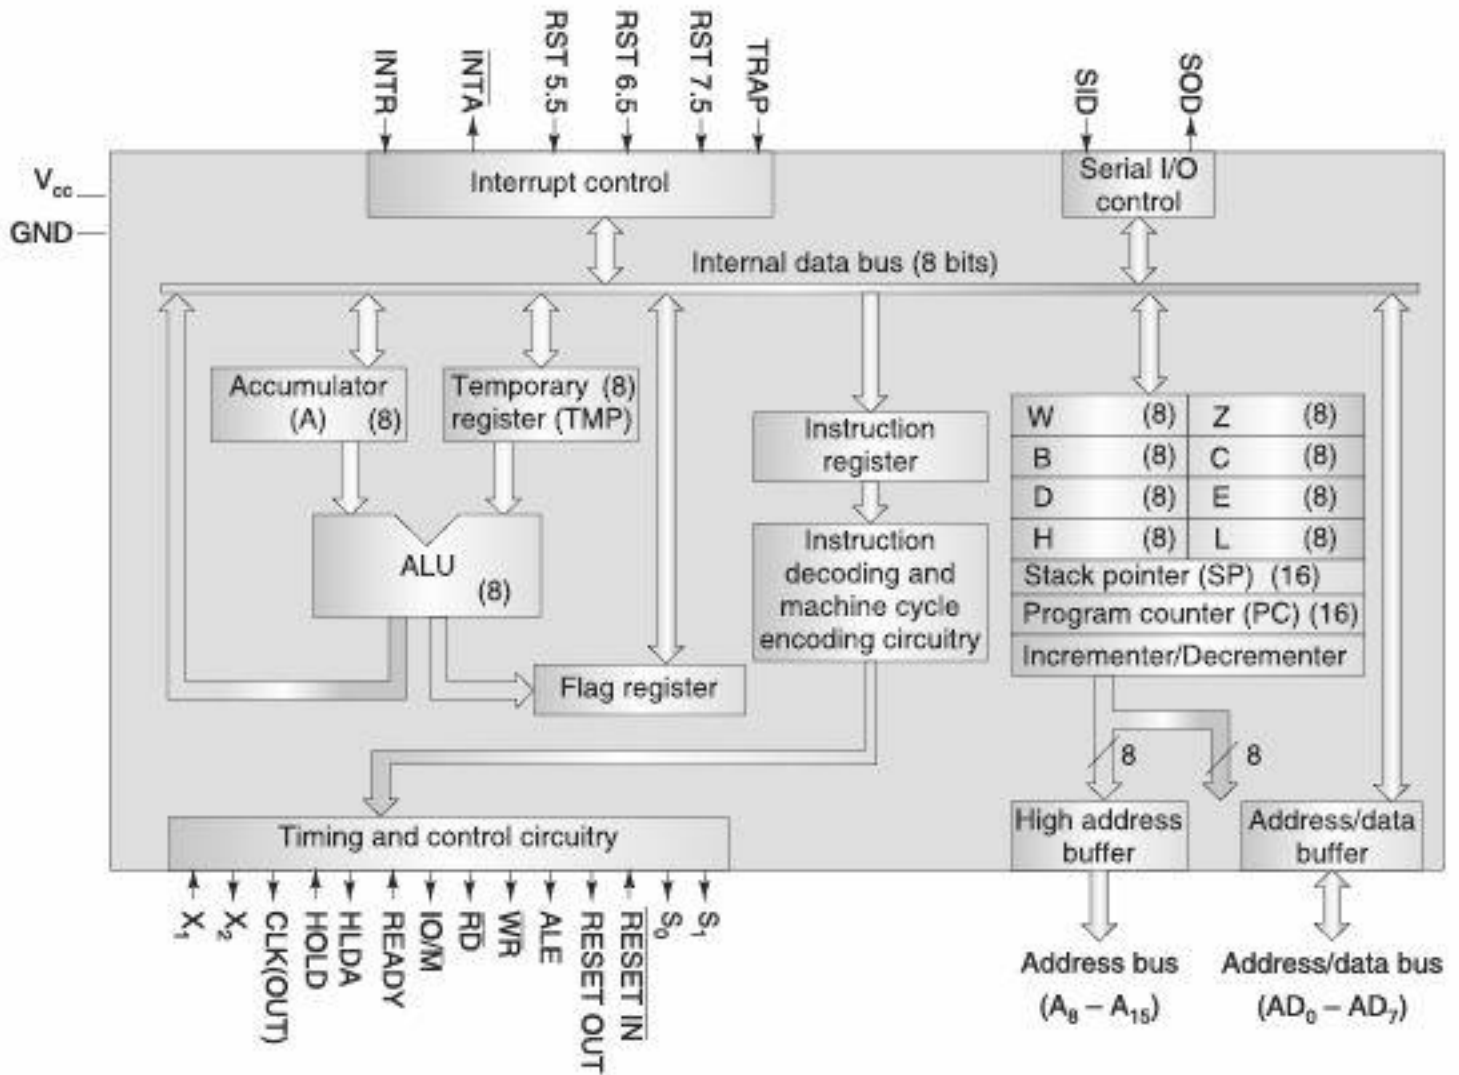 INTR
INTA
RST 5.5
RST 6.5
RST 7.5
TRAP
SID
SOD
Vcc
GND
Interrupt control
Serial I/O
control
Internal data bus (8 bits)
Accumulator
(A) (8)
Temporary (8)
register (TMP)
Instruction
register
W (8) Z (8)
B (8) C (8)
D (8) E (8)
H (8) L (8)
Stack pointer (SP) (16)
Program counter (PC) (16)
Incrementer/Decrementer
ALU
(8)
Instruction
decoding and
machine cycle
encoding circuitry
Flag register
8 8
Timing and control circuitry
High address
buffer
Address/data
buffer
X₁
X₂
CLK(OUT)
HOLD
HLDA
READY
IO/M
RD
WR
ALE
RESET OUT
RESET IN
S₀
S₁
Address bus
(A₈ – A₁₅)
Address/data bus
(AD₀ – AD₇)